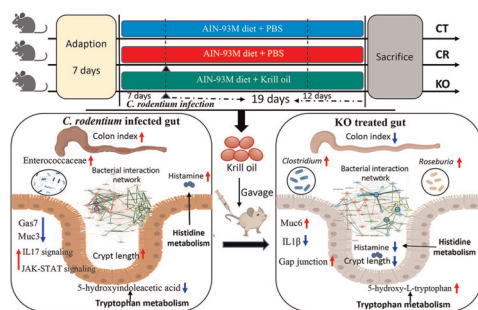 Adaption
7 days
AIN-93M diet + PBS
AIN-93M diet + PBS
AIN-93M diet + Krill oil
7 days
12 days
C. rodentium infection
19 days
Sacrifice
CT
CR
KO
C. rodentium infected gut
Colon index
Enterococcaceae
Bacterial interaction
network
Histamine
Gas7
Muc3
IL17 signaling
JAK-STAT signaling
Crypt length
Histidine
metabolism
5-hydroxyindoleacetic acid
Tryptophan metabolism
Krill oil
Gavage
KO treated gut
Colon index
Clostridium
Roseburia
Bacterial interaction
network
Muc6
IL1β
Gap junction
Histamine
Crypt length
Histidine
metabolism
5-hydroxy-L-tryptophan
Tryptophan metabolism